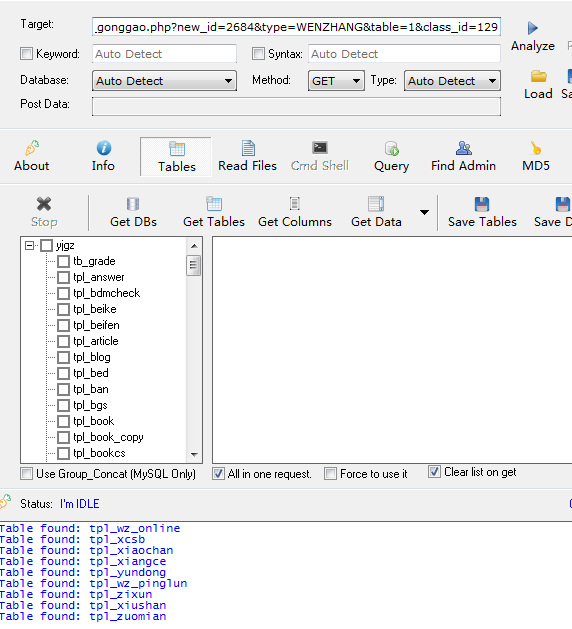 Target: _gonggao.php?new_id=2684&type=WENZHANG&table=1&class_id=129
Analyze
Keyword: Auto Detect Syntax: Auto Detect
Database: Auto Detect Method: GET Type: Auto Detect
Load
Post Data:
About Info Tables Read Files Cmd Shell Query Find Admin MD5
Stop Get DBs Get Tables Get Columns Get Data Save Tables Save D
yjgz
tb_grade
tpl_answer
tpl_bdmcheck
tpl_beike
tpl_beifen
tpl_article
tpl_blog
tpl_bed
tpl_ban
tpl_bgs
tpl_book
tpl_book_copy
tpl_bookcs
Use Group_Concat (MySQL Only) All in one request. Force to use it Clear list on get
Status: I'm IDLE
Table found: tpl_wz_online
Table found: tpl_xcsb
Table found: tpl_xiaochan
Table found: tpl_xiangce
Table found: tpl_yundong
Table found: tpl_wz_pinglun
Table found: tpl_zixun
Table found: tpl_xiushan
Table found: tpl_zuomian